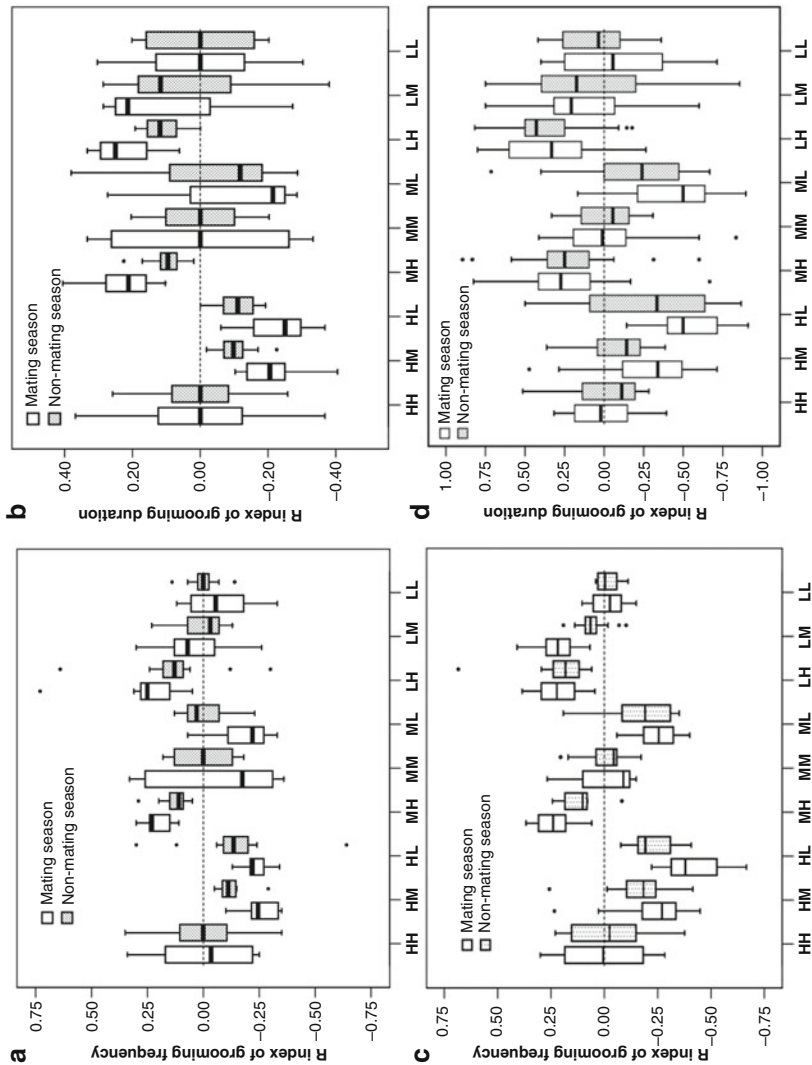 a
R index of grooming frequency
0.75
0.50
0.25
0.00
−0.25
−0.50
−0.75
Mating season
Non-mating season
HH HM HL MH MM ML LH LM LL
b
R index of grooming duration
0.40
0.20
0.00
−0.20
−0.40
Mating season
Non-mating season
HH HM HL MH MM ML LH LM LL
c
R index of grooming frequency
0.75
0.50
0.25
0.00
−0.25
−0.50
−0.75
Mating season
Non-mating season
HH HM HL MH MM ML LH LM LL
d
R index of grooming duration
1.00
0.75
0.50
0.25
0.00
−0.25
−0.50
−0.75
−1.00
Mating season
Non-mating season
HH HM HL MH MM ML LH LM LL